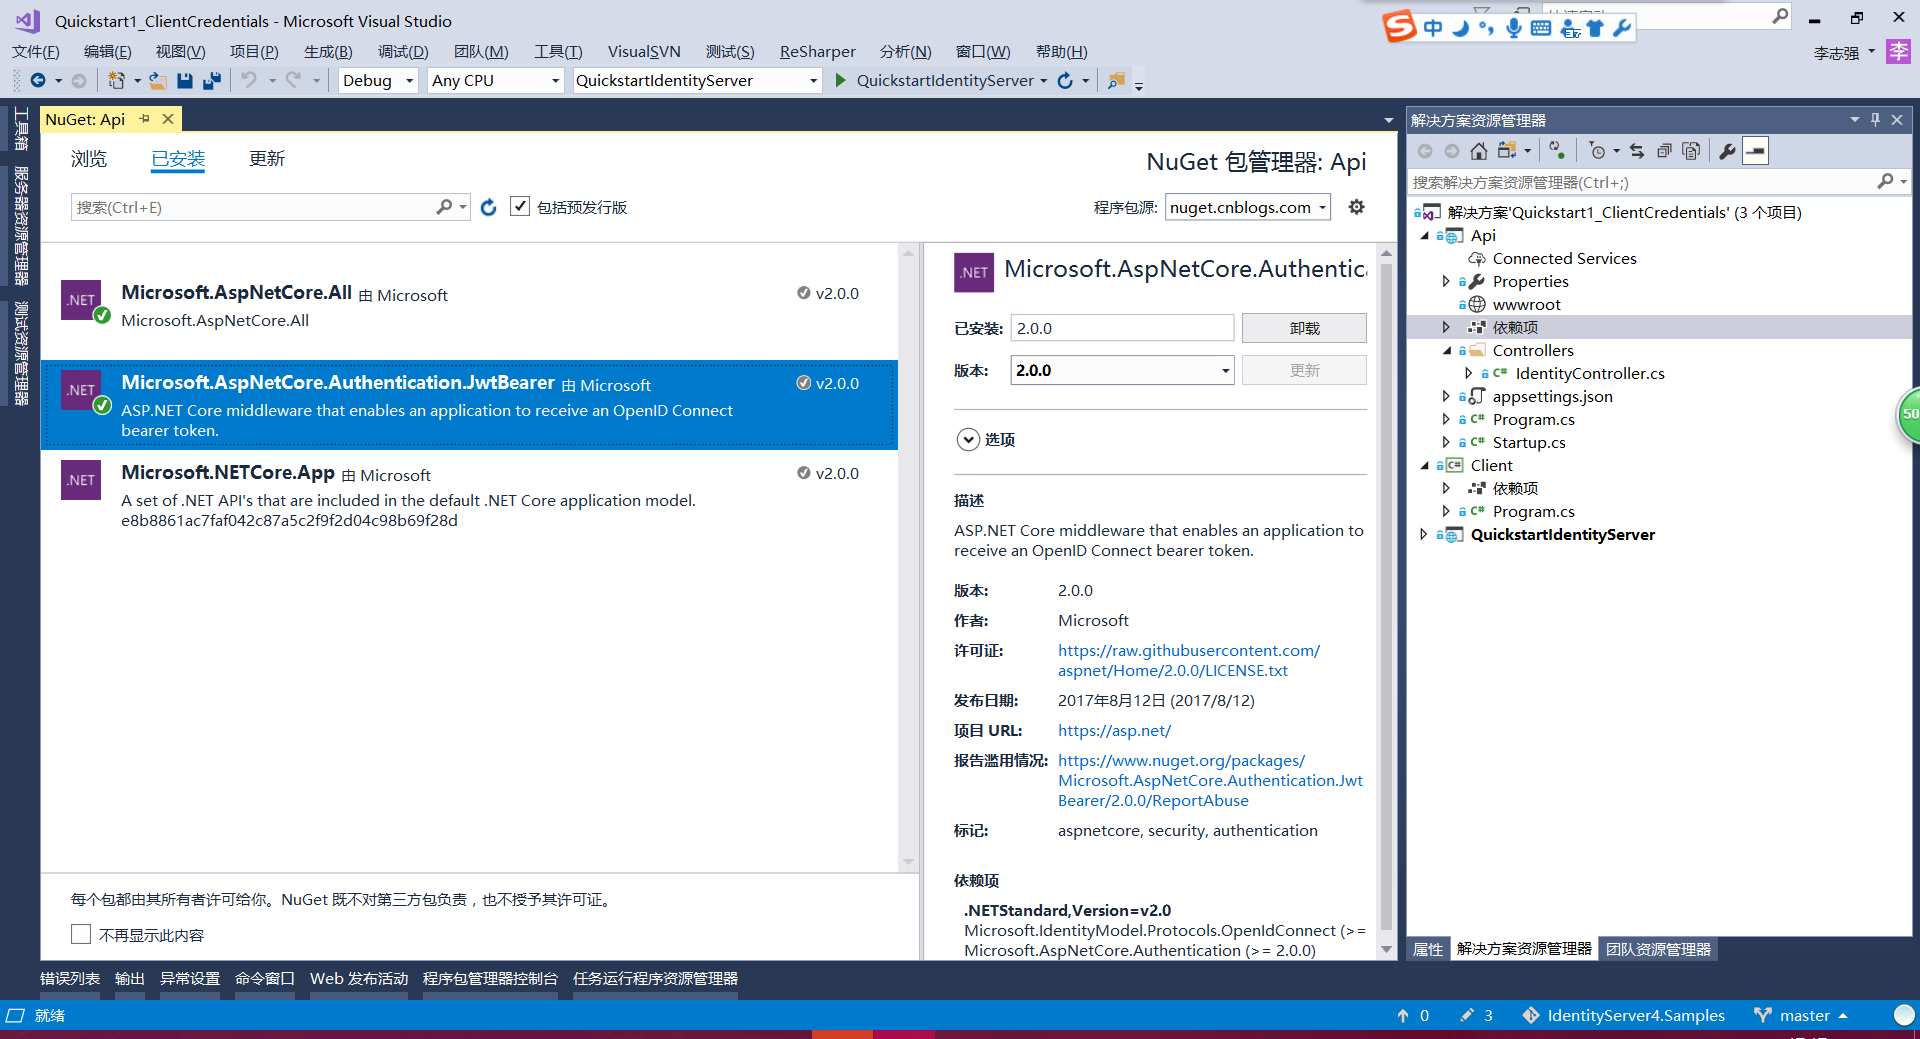 Quickstart1_ClientCredentials - Microsoft Visual Studio
中
文件(F) 编辑(E) 视图(V) 项目(P) 生成(B) 调试(D) 团队(M) 工具(T) VisualSVN 测试(S) ReSharper 分析(N) 窗口(W) 帮助(H)
李志强 李
Debug Any CPU QuickstartIdentityServer QuickstartIdentityServer
工具箱
服务器资源管理器
测试资源管理器
NuGet: Api
浏览 已安装 更新
NuGet 包管理器: Api
搜索(Ctrl+E)
包括预发行版
程序包源: nuget.cnblogs.com
.NET
Microsoft.AspNetCore.All 由 Microsoft v2.0.0
Microsoft.AspNetCore.All
.NET
Microsoft.AspNetCore.Authentication.JwtBearer 由 Microsoft v2.0.0
ASP.NET Core middleware that enables an application to receive an OpenID Connect
bearer token.
.NET
Microsoft.NETCore.App 由 Microsoft v2.0.0
A set of .NET API's that are included in the default .NET Core application model.
e8b8861ac7faf042c87a5c2f9f2d04c98b69f28d
每个包都由其所有者许可给你。NuGet 既不对第三方包负责，也不授予其许可证。
不再显示此内容
.NET
Microsoft.AspNetCore.Authentic
已安装: 2.0.0 卸载
版本: 2.0.0 更新
选项
描述
ASP.NET Core middleware that enables an application to
receive an OpenID Connect bearer token.
版本: 2.0.0
作者: Microsoft
许可证: https://raw.githubusercontent.com/
aspnet/Home/2.0.0/LICENSE.txt
发布日期: 2017年8月12日 (2017/8/12)
项目 URL: https://asp.net/
报告滥用情况: https://www.nuget.org/packages/
Microsoft.AspNetCore.Authentication.Jwt
Bearer/2.0.0/ReportAbuse
标记: aspnetcore, security, authentication
依赖项
.NETStandard,Version=v2.0
Microsoft.IdentityModel.Protocols.OpenIdConnect (>=
Microsoft.AspNetCore.Authentication (>= 2.0.0)
解决方案资源管理器
搜索解决方案资源管理器(Ctrl+;)
解决方案'Quickstart1_ClientCredentials' (3 个项目)
Api
Connected Services
Properties
wwwroot
依赖项
Controllers
C# IdentityController.cs
appsettings.json
C# Program.cs
C# Startup.cs
C# Client
依赖项
C# Program.cs
QuickstartIdentityServer
50
属性 解决方案资源管理器 团队资源管理器
错误列表 输出 异常设置 命令窗口 Web 发布活动 程序包管理器控制台 任务运行程序资源管理器
就绪 0 3 IdentityServer4.Samples master